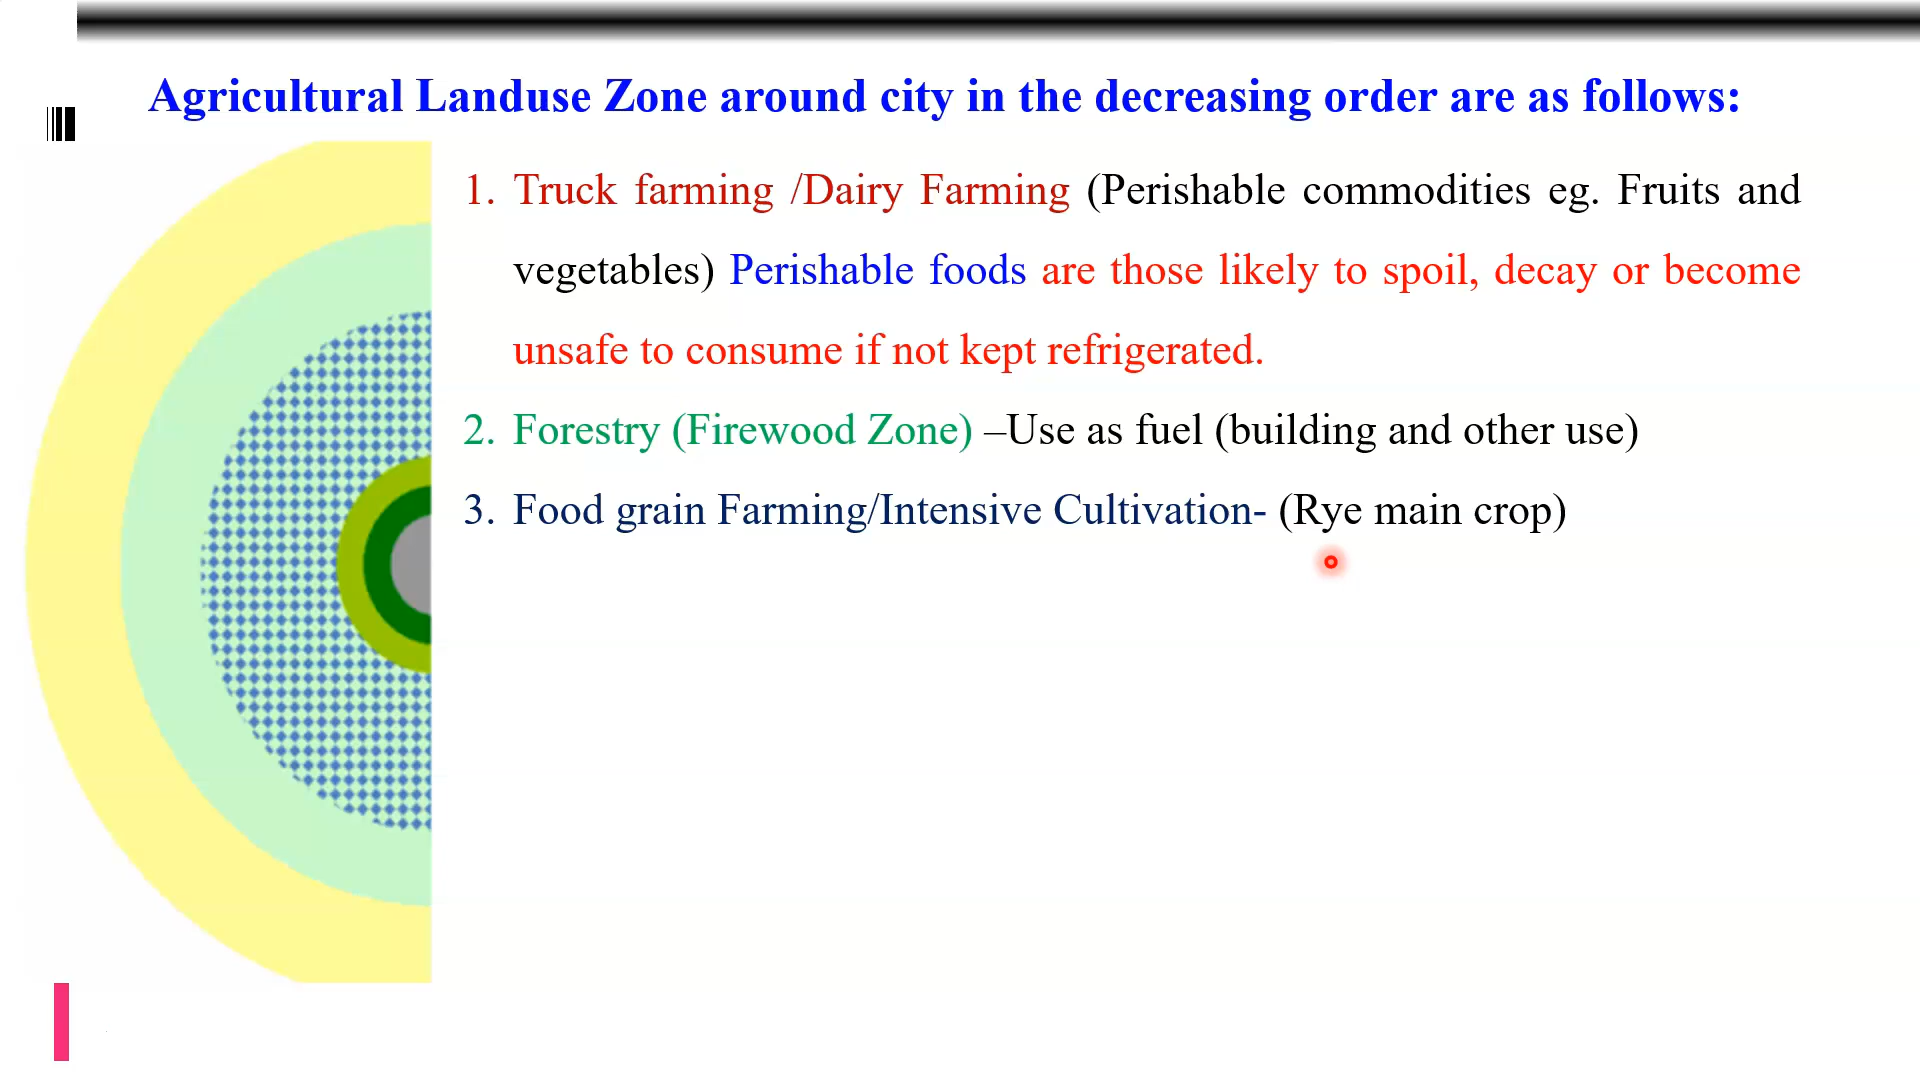 Agricultural Landuse Zone around city in the decreasing order are as follows:
1. Truck farming /Dairy Farming (Perishable commodities eg. Fruits and
vegetables) Perishable foods are those likely to spoil, decay or become
unsafe to consume if not kept refrigerated.
2. Forestry (Firewood Zone) –Use as fuel (building and other use)
3. Food grain Farming/Intensive Cultivation- (Rye main crop)